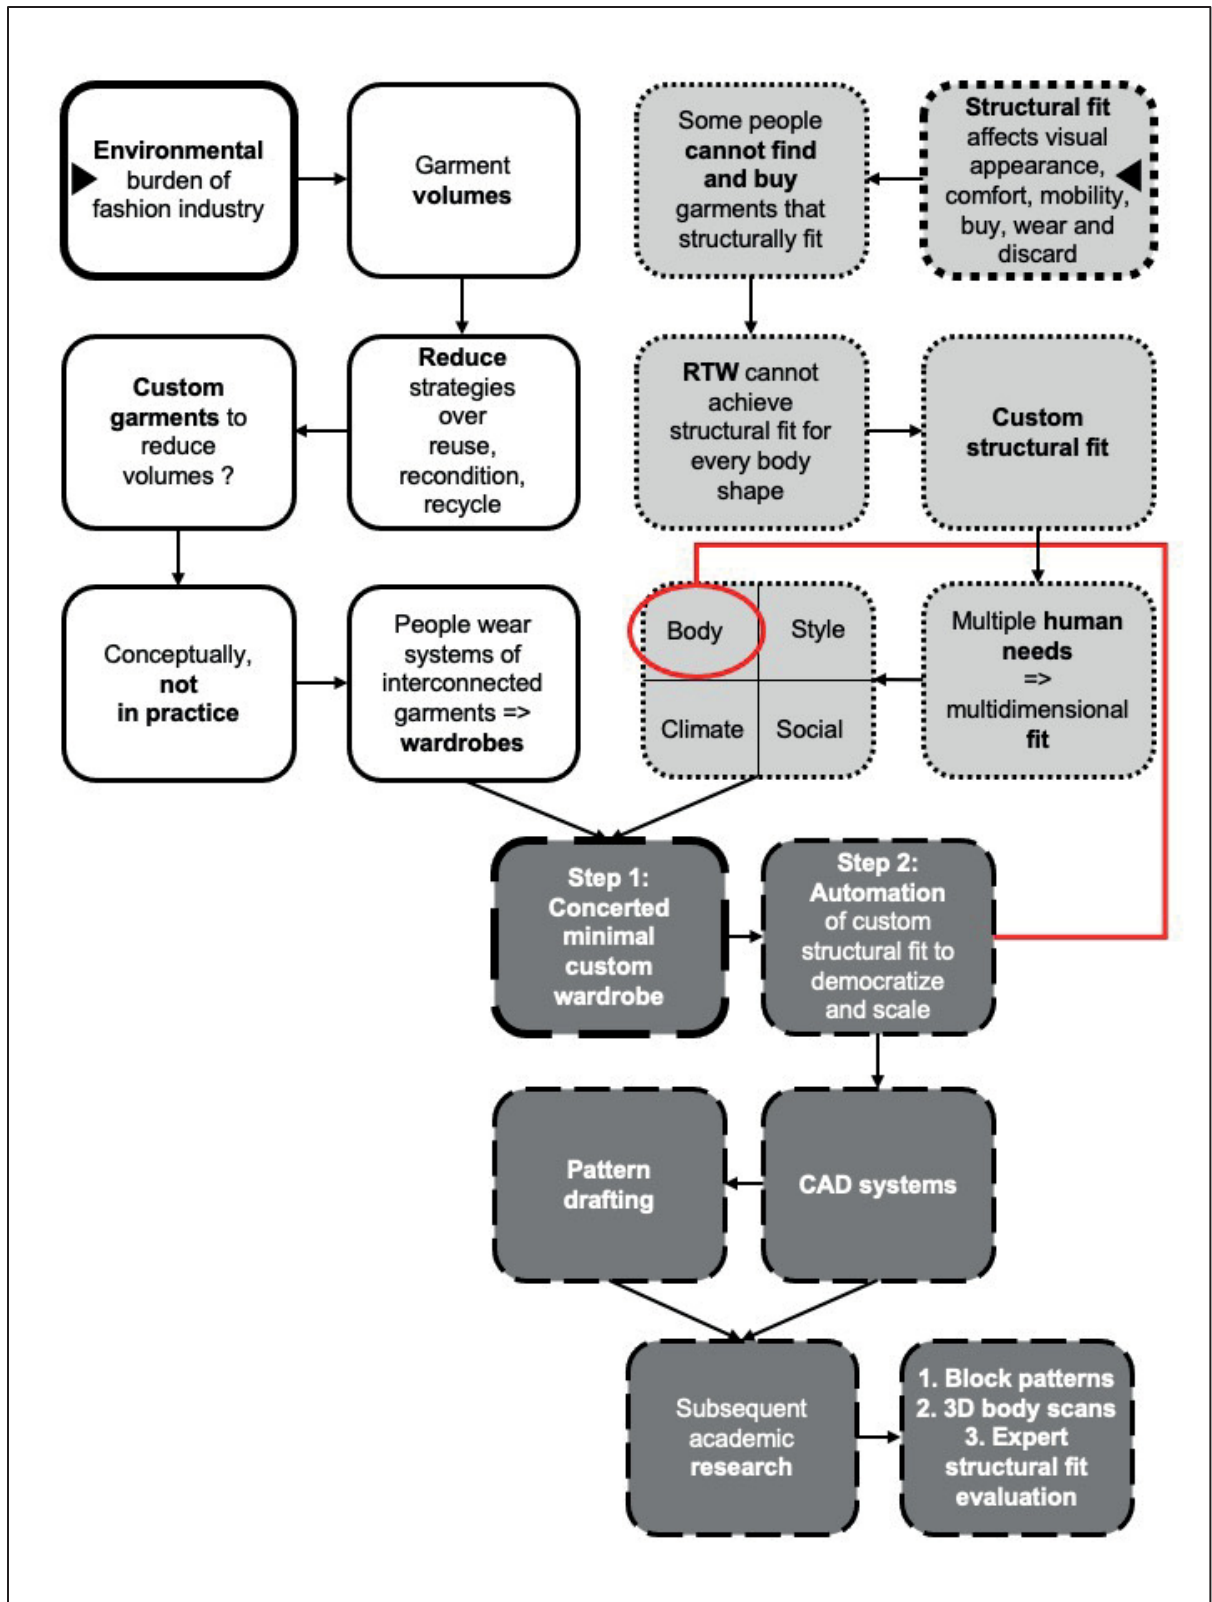 Environmental
burden of
fashion industry
Garment
volumes
Some people
cannot find
and buy
garments that
structurally fit
Structural fit
affects visual
appearance,
comfort, mobility,
buy, wear and
discard
Custom
garments to
reduce
volumes ?
Reduce
strategies
over
reuse,
recondition,
recycle
RTW cannot
achieve
structural fit for
every body
shape
Custom
structural fit
Conceptually,
not
in practice
People wear
systems of
interconnected
garments =>
wardrobes
Body
Style
Climate
Social
Multiple human
needs
=>
multidimensional
fit
Step 1:
Concerted
minimal
custom
wardrobe
Step 2:
Automation
of custom
structural fit to
democratize
and scale
Pattern
drafting
CAD systems
Subsequent
academic
research
1. Block patterns
2. 3D body scans
3. Expert
structural fit
evaluation